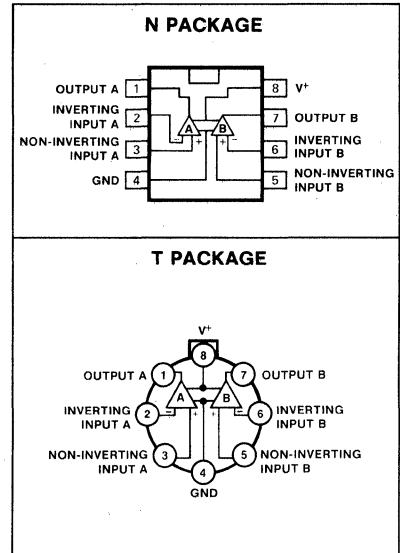 N PACKAGE
OUTPUT A 1
8 V+
INVERTING
INPUT A 2
7 OUTPUT B
NON-INVERTING
INPUT A 3
6 INVERTING
INPUT B
GND 4
5 NON-INVERTING
INPUT B
A
B
- + + -
T PACKAGE
V+
8
OUTPUT A 1
7 OUTPUT B
A
B
INVERTING
INPUT A 2
- + + -
6 INVERTING
INPUT B
NON-INVERTING
INPUT A 3
5 NON-INVERTING
INPUT B
4
GND